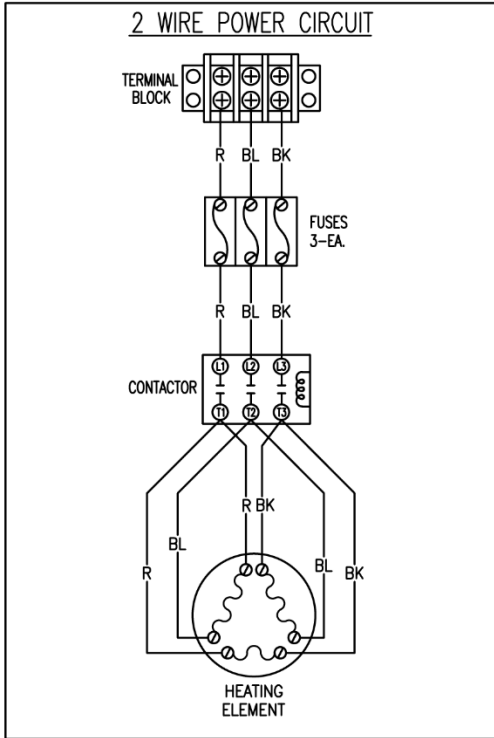 2 WIRE POWER CIRCUIT
TERMINAL
BLOCK
R BL BK
FUSES
3-EA.
R BL BK
L1 L2 L3
CONTACTOR
T1 T2 T3
R BK
BL BL
R BK
HEATING
ELEMENT